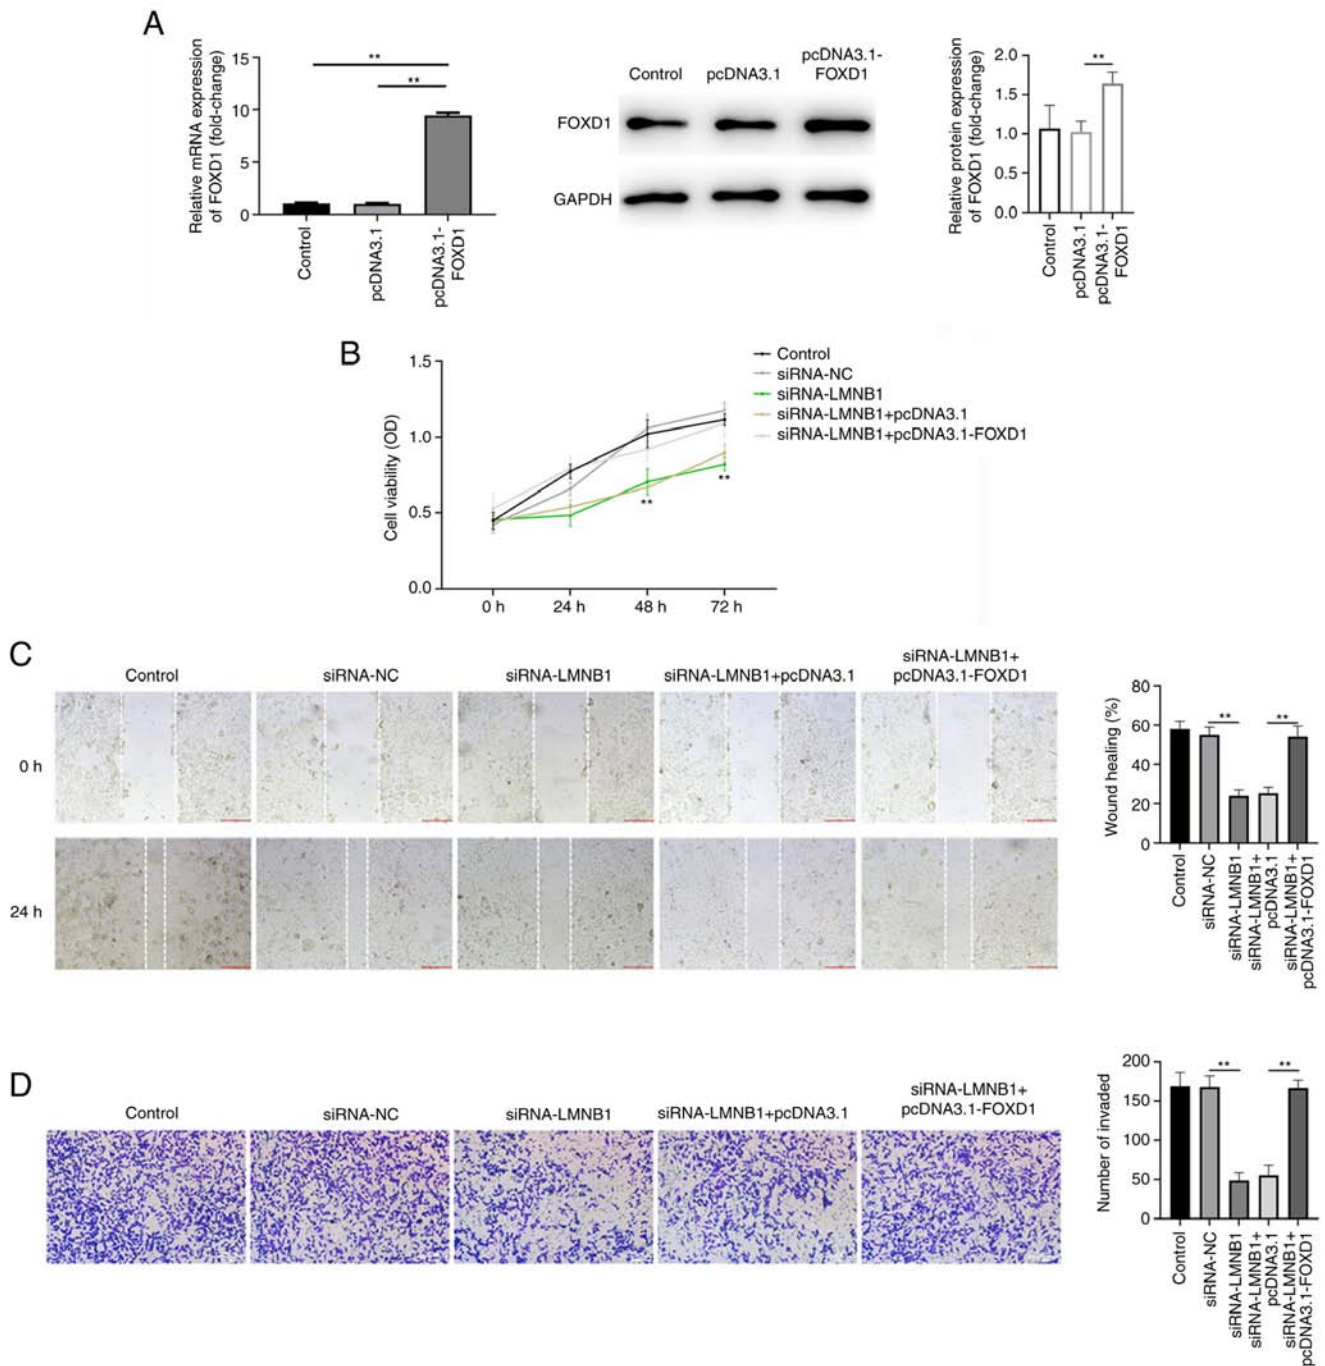 A
Relative mRNA expression
of FOXD1 (fold-change)
15
10
5
0
**
**
Control
pcDNA3.1
pcDNA3.1-
FOXD1
Control
pcDNA3.1
pcDNA3.1-
FOXD1
FOXD1
GAPDH
Relative protein expression
of FOXD1 (fold-change)
2.0
1.5
1.0
0.5
0.0
**
Control
pcDNA3.1
pcDNA3.1-
FOXD1
B
Cell viability (OD)
1.5
1.0
0.5
0.0
**
**
0 h
24 h
48 h
72 h
Control
siRNA-NC
siRNA-LMNB1
siRNA-LMNB1+pcDNA3.1
siRNA-LMNB1+pcDNA3.1-FOXD1
C
Control
siRNA-NC
siRNA-LMNB1
siRNA-LMNB1+pcDNA3.1
siRNA-LMNB1+
pcDNA3.1-FOXD1
0 h
24 h
Wound healing (%)
80
60
40
20
0
**
**
Control
siRNA-NC
siRNA-LMNB1
siRNA-LMNB1+
pcDNA3.1
siRNA-LMNB1+
pcDNA3.1-FOXD1
D
Control
siRNA-NC
siRNA-LMNB1
siRNA-LMNB1+pcDNA3.1
siRNA-LMNB1+
pcDNA3.1-FOXD1
Number of invaded
200
150
100
50
0
**
**
Control
siRNA-NC
siRNA-LMNB1
siRNA-LMNB1+
pcDNA3.1
siRNA-LMNB1+
pcDNA3.1-FOXD1